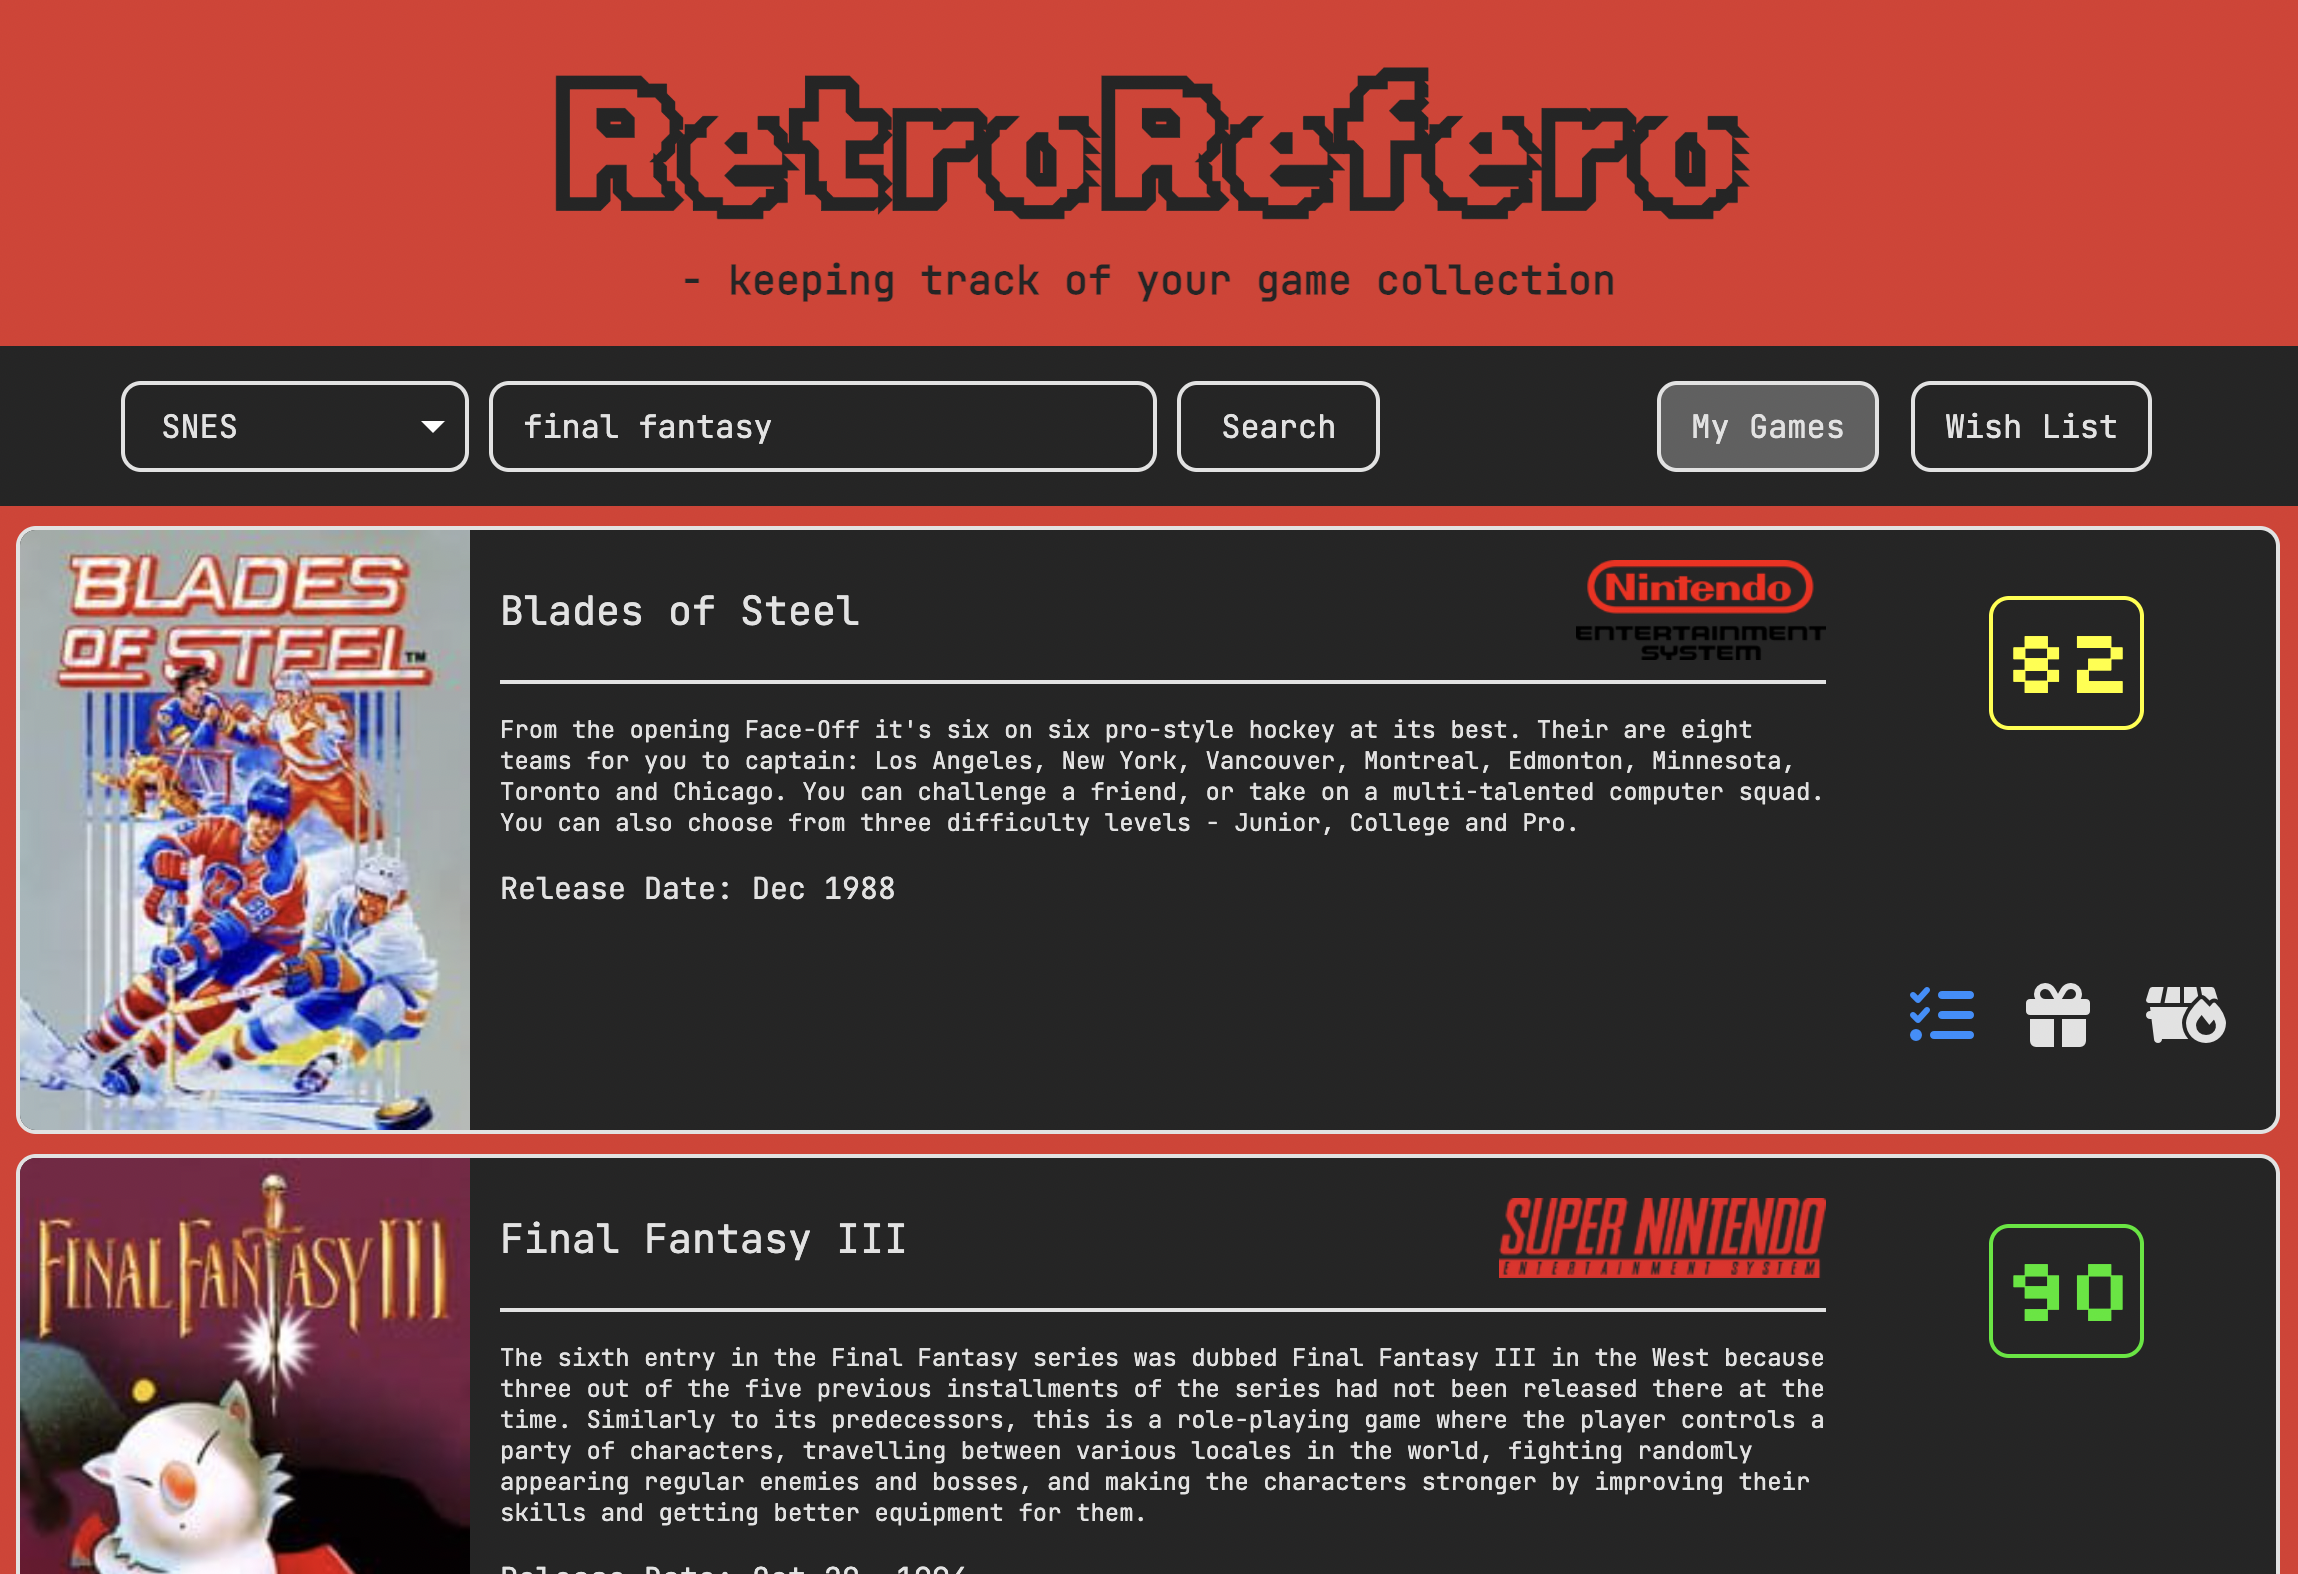 RetroRefero
- keeping track of your game collection
SNES
final fantasy
Search
My Games
Wish List
BLADES
OF STEEL™
Blades of Steel
Nintendo
ENTERTAINMENT
SYSTEM
82
From the opening Face-Off it's six on six pro-style hockey at its best. Their are eight
teams for you to captain: Los Angeles, New York, Vancouver, Montreal, Edmonton, Minnesota,
Toronto and Chicago. You can challenge a friend, or take on a multi-talented computer squad.
You can also choose from three difficulty levels - Junior, College and Pro.
Release Date: Dec 1988
FINAL FANTASY III
Final Fantasy III
SUPER NINTENDO
ENTERTAINMENT SYSTEM
90
The sixth entry in the Final Fantasy series was dubbed Final Fantasy III in the West because
three out of the five previous installments of the series had not been released there at the
time. Similarly to its predecessors, this is a role-playing game where the player controls a
party of characters, travelling between various locales in the world, fighting randomly
appearing regular enemies and bosses, and making the characters stronger by improving their
skills and getting better equipment for them.
Release Date: Oct